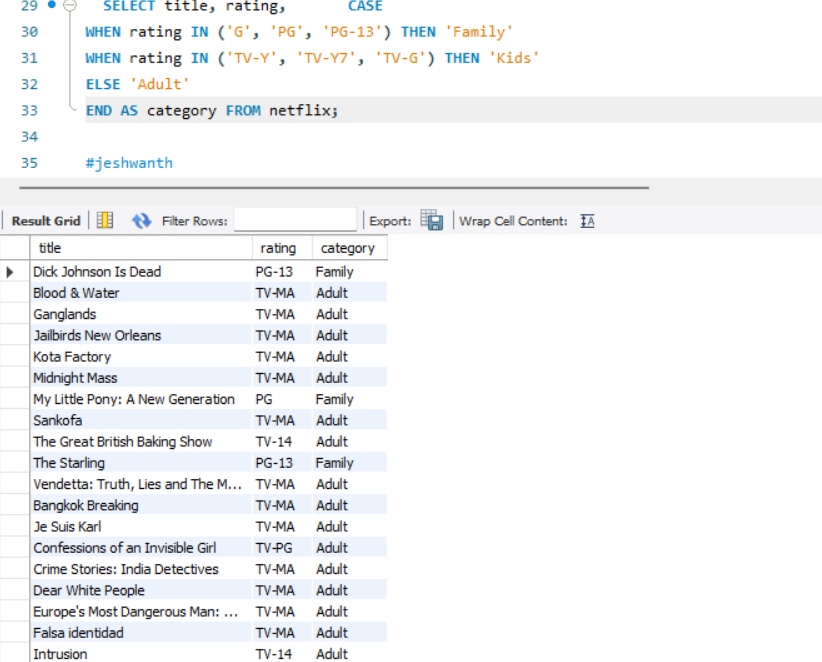 29 SELECT title, rating, CASE
30 WHEN rating IN ('G', 'PG', 'PG-13') THEN 'Family'
31 WHEN rating IN ('TV-Y', 'TV-Y7', 'TV-G') THEN 'Kids'
32 ELSE 'Adult'
33 END AS category FROM netflix;
34
35 #jeshwanth
Result Grid Filter Rows: Export: Wrap Cell Content:
title rating category
Dick Johnson Is Dead PG-13 Family
Blood & Water TV-MA Adult
Ganglands TV-MA Adult
Jailbirds New Orleans TV-MA Adult
Kota Factory TV-MA Adult
Midnight Mass TV-MA Adult
My Little Pony: A New Generation PG Family
Sankofa TV-MA Adult
The Great British Baking Show TV-14 Adult
The Starling PG-13 Family
Vendetta: Truth, Lies and The M... TV-MA Adult
Bangkok Breaking TV-MA Adult
Je Suis Karl TV-MA Adult
Confessions of an Invisible Girl TV-PG Adult
Crime Stories: India Detectives TV-MA Adult
Dear White People TV-MA Adult
Europe's Most Dangerous Man: ... TV-MA Adult
Falsa identidad TV-MA Adult
Intrusion TV-14 Adult